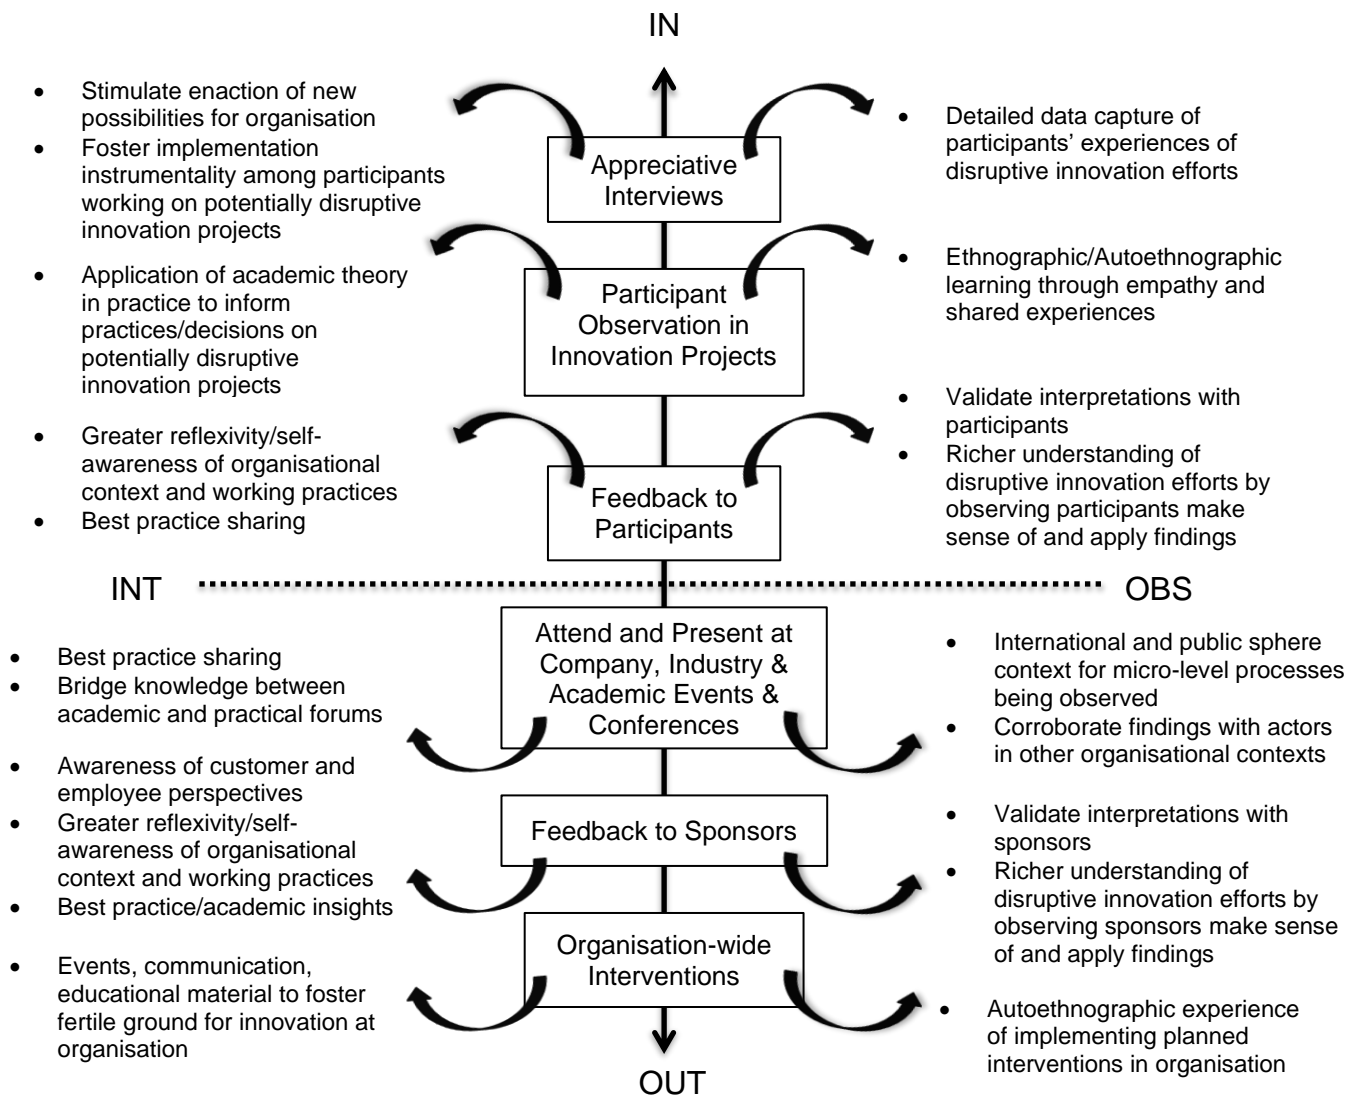 IN
• Stimulate enaction of new
possibilities for organisation
• Foster implementation
instrumentality among participants
working on potentially disruptive
innovation projects
Appreciative
Interviews
• Detailed data capture of
participants’ experiences of
disruptive innovation efforts
• Application of academic theory
in practice to inform
practices/decisions on
potentially disruptive
innovation projects
Participant
Observation in
Innovation Projects
• Ethnographic/Autoethnographic
learning through empathy and
shared experiences
• Greater reflexivity/self-
awareness of organisational
context and working practices
• Best practice sharing
Feedback to
Participants
• Validate interpretations with
participants
• Richer understanding of
disruptive innovation efforts by
observing participants make
sense of and apply findings
INT
OBS
• Best practice sharing
• Bridge knowledge between
academic and practical forums
Attend and Present at
Company, Industry &
Academic Events &
Conferences
• International and public sphere
context for micro-level processes
being observed
• Corroborate findings with actors
in other organisational contexts
• Awareness of customer and
employee perspectives
• Greater reflexivity/self-
awareness of organisational
context and working practices
• Best practice/academic insights
Feedback to Sponsors
• Validate interpretations with
sponsors
• Richer understanding of
disruptive innovation efforts by
observing sponsors make sense
of and apply findings
• Events, communication,
educational material to foster
fertile ground for innovation at
organisation
Organisation-wide
Interventions
• Autoethnographic experience
of implementing planned
interventions in organisation
OUT